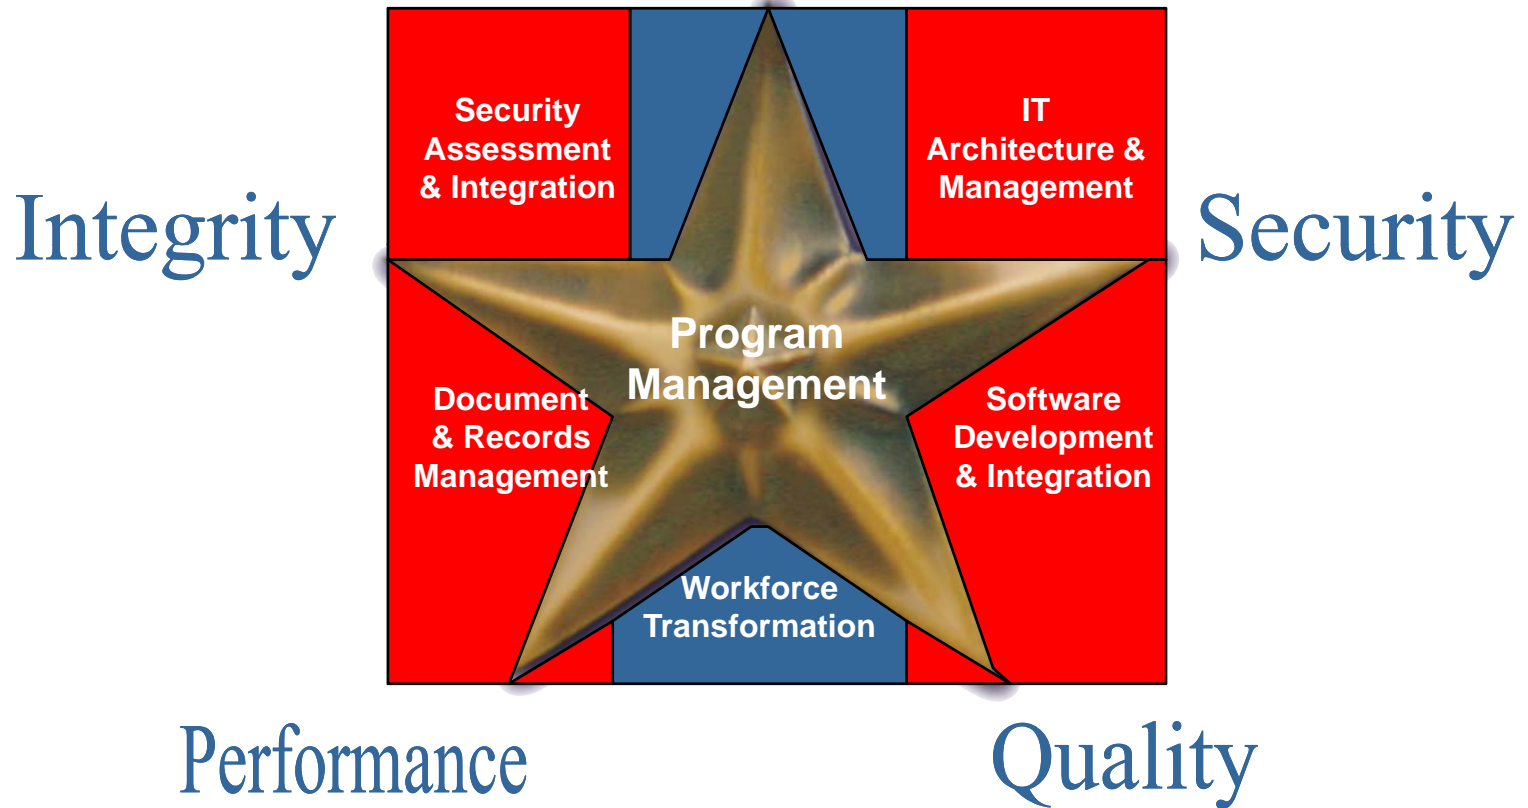 Security
Assessment
& Integration
IT
Architecture &
Management
Integrity
Security
Program
Management
Document
& Records
Management
Software
Development
& Integration
Workforce
Transformation
Performance
Quality